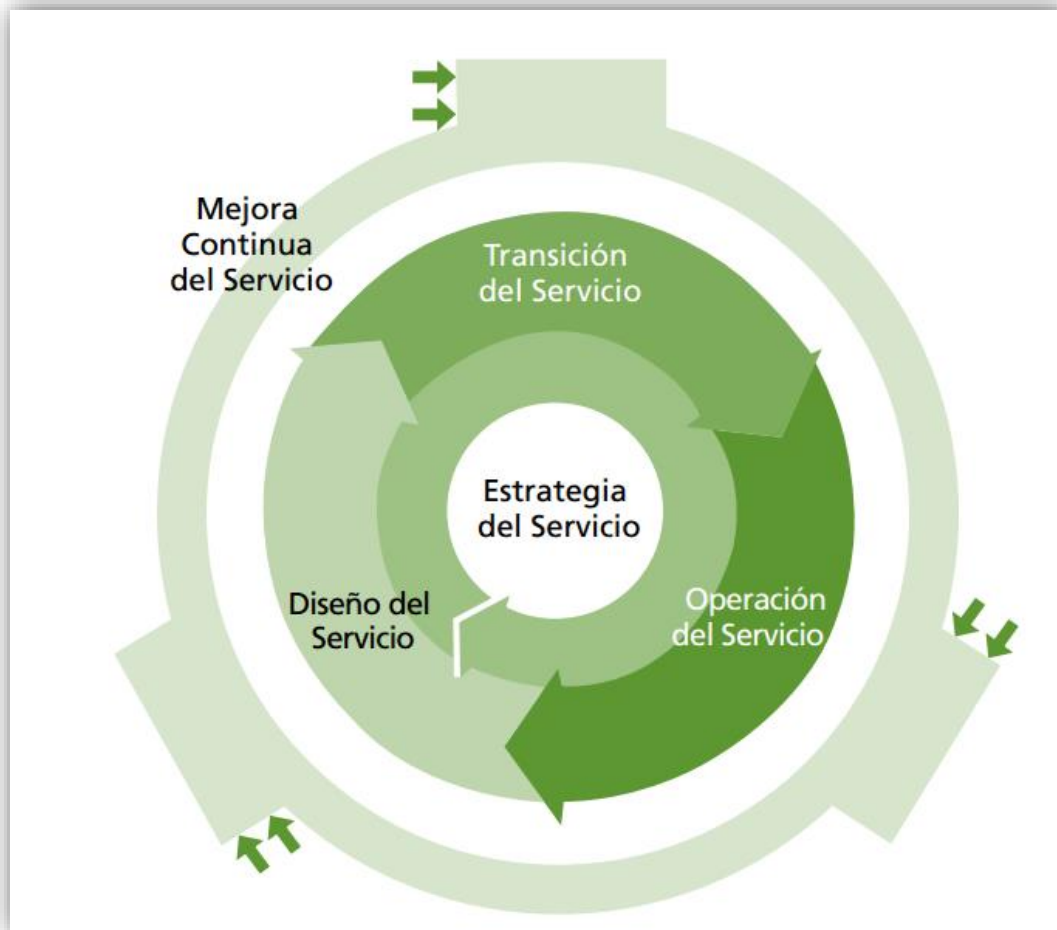 Mejora
Continua
del Servicio
Transición
del Servicio
Estrategia
del Servicio
Diseño del
Servicio
Operación
del Servicio